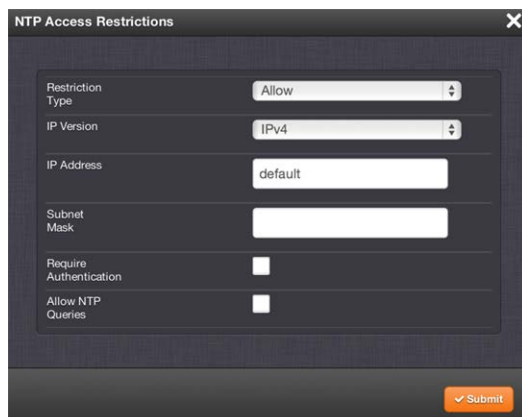 NTP Access Restrictions
Restriction
Type
Allow
IP Version
IPv4
IP Address
default
Subnet
Mask
Require
Authentication
Allow NTP
Queries
Submit